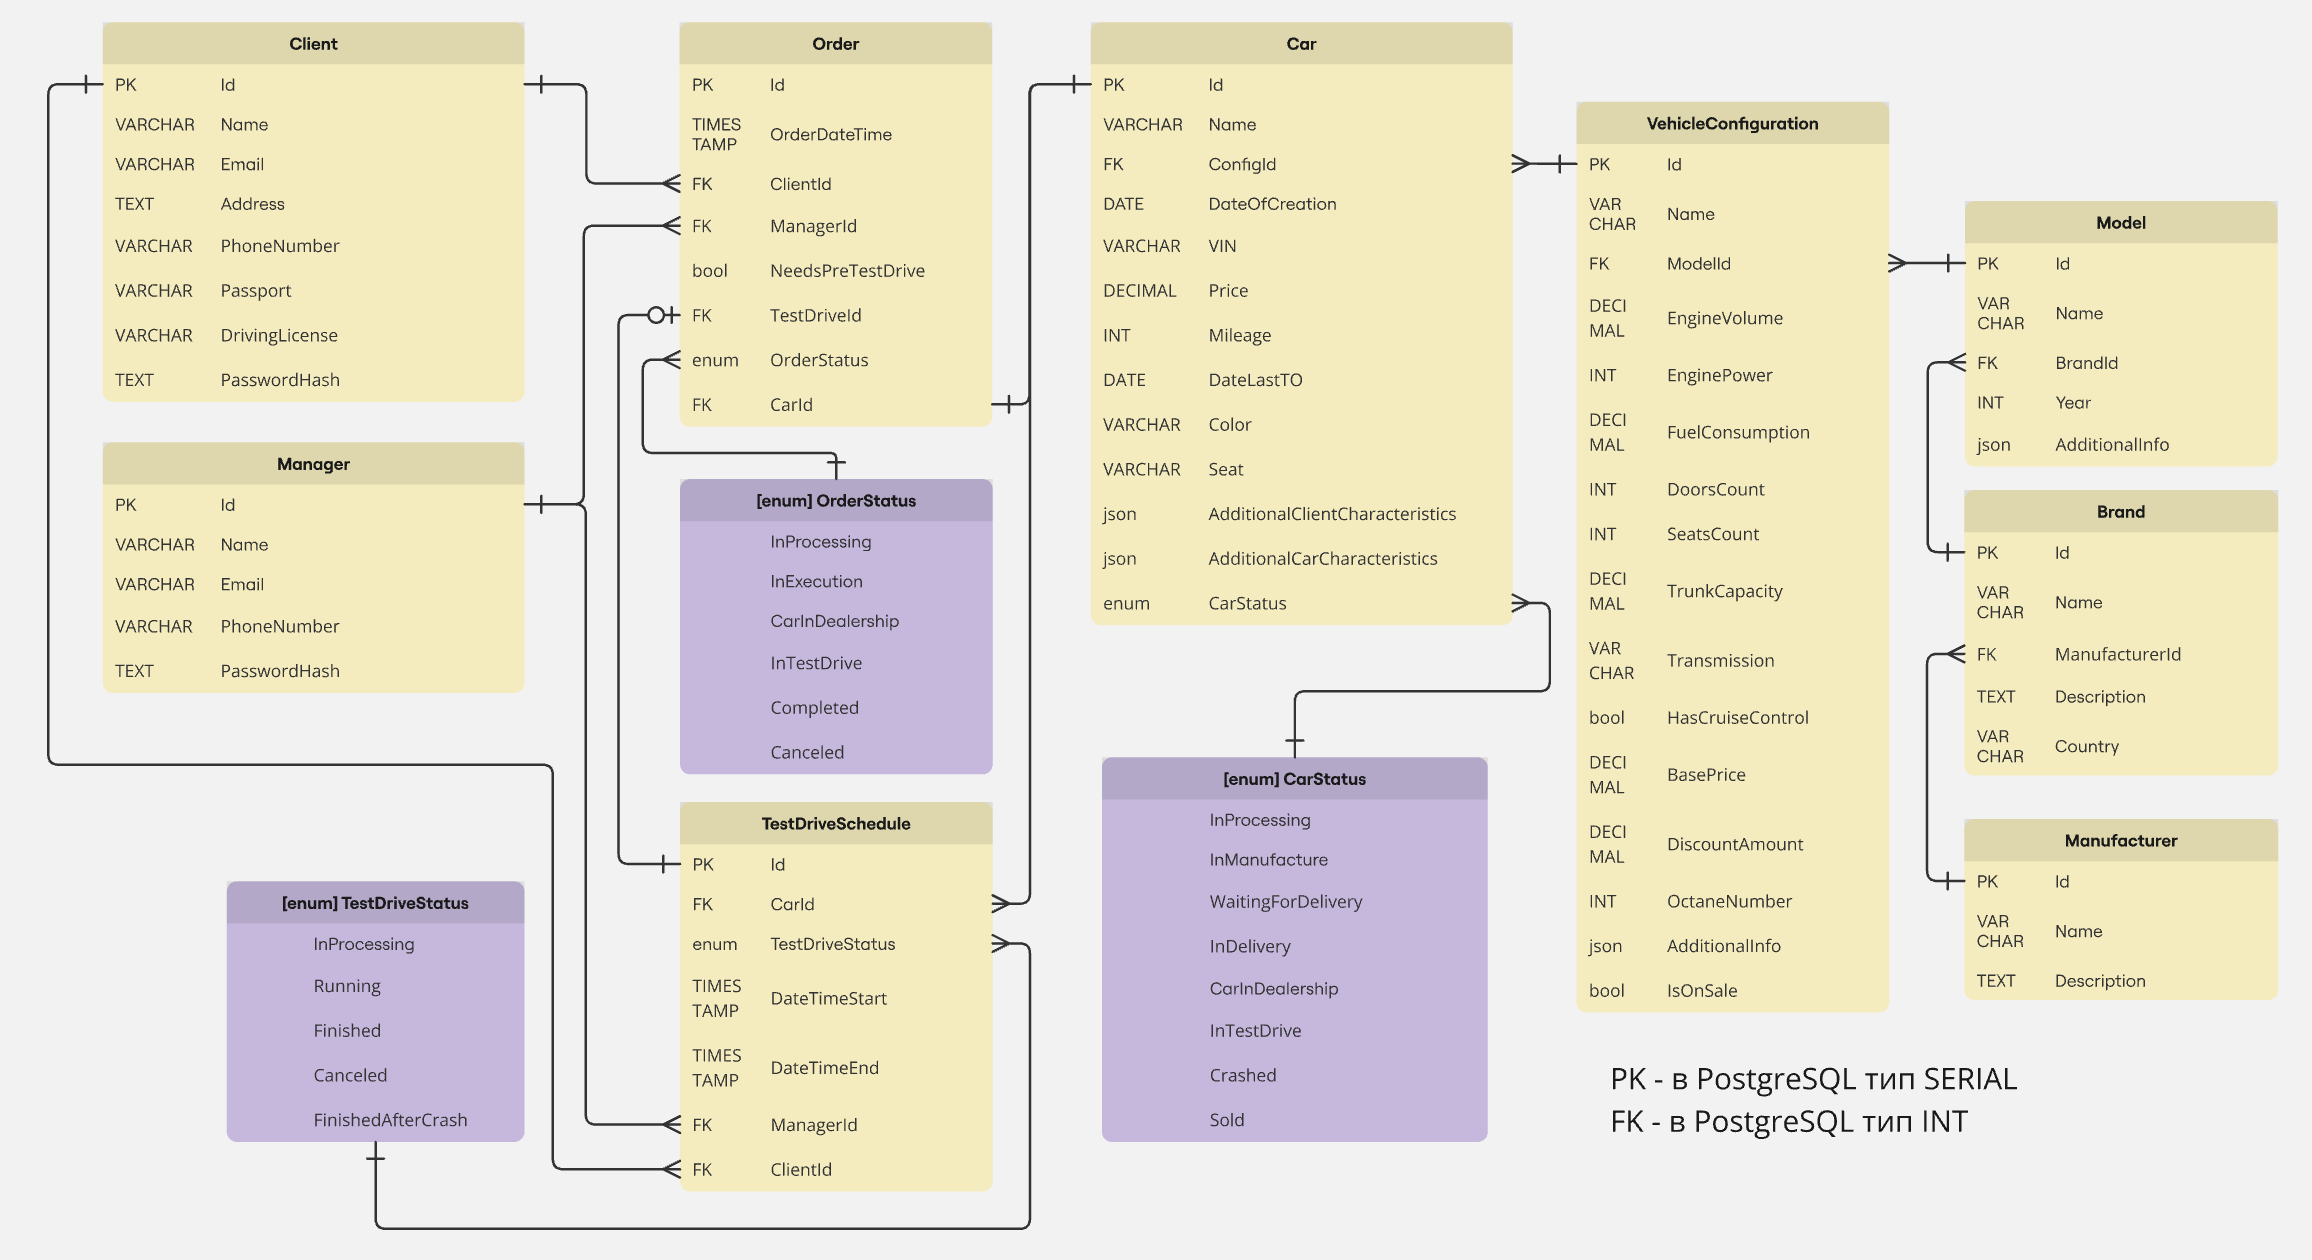 Client
PK Id
VARCHAR Name
VARCHAR Email
TEXT Address
VARCHAR PhoneNumber
VARCHAR Passport
VARCHAR DrivingLicense
TEXT PasswordHash
Manager
PK Id
VARCHAR Name
VARCHAR Email
VARCHAR PhoneNumber
TEXT PasswordHash
[enum] TestDriveStatus
InProcessing
Running
Finished
Canceled
FinishedAfterCrash
Order
PK Id
TIMES
TAMP OrderDateTime
FK ClientId
FK ManagerId
bool NeedsPreTestDrive
FK TestDriveId
enum OrderStatus
FK CarId
[enum] OrderStatus
InProcessing
InExecution
CarInDealership
InTestDrive
Completed
Canceled
TestDriveSchedule
PK Id
FK CarId
enum TestDriveStatus
TIMES
TAMP DateTimeStart
TIMES
TAMP DateTimeEnd
FK ManagerId
FK ClientId
Car
PK Id
VARCHAR Name
FK ConfigId
DATE DateOfCreation
VARCHAR VIN
DECIMAL Price
INT Mileage
DATE DateLastTO
VARCHAR Color
VARCHAR Seat
json AdditionalClientCharacteristics
json AdditionalCarCharacteristics
enum CarStatus
[enum] CarStatus
InProcessing
InManufacture
WaitingForDelivery
InDelivery
CarInDealership
InTestDrive
Crashed
Sold
VehicleConfiguration
PK Id
VAR
CHAR Name
FK ModelId
DECI
MAL EngineVolume
INT EnginePower
DECI
MAL FuelConsumption
INT DoorsCount
INT SeatsCount
DECI
MAL TrunkCapacity
VAR
CHAR Transmission
bool HasCruiseControl
DECI
MAL BasePrice
DECI
MAL DiscountAmount
INT OctaneNumber
json AdditionalInfo
bool IsOnSale
Model
PK Id
VAR
CHAR Name
FK BrandId
INT Year
json AdditionalInfo
Brand
PK Id
VAR
CHAR Name
FK ManufacturerId
TEXT Description
VAR
CHAR Country
Manufacturer
PK Id
VAR
CHAR Name
TEXT Description
PK - в PostgreSQL тип SERIAL
FK - в PostgreSQL тип INT